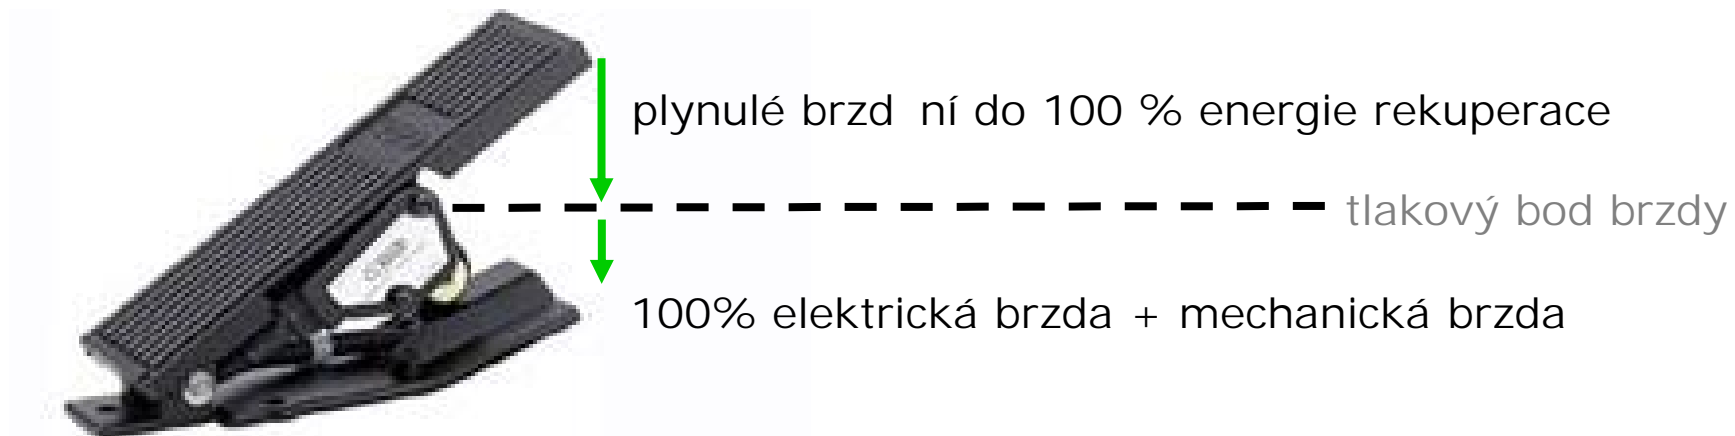 plynulé brzd ní do 100 % energie rekuperace
tlakový bod brzdy
100% elektrická brzda + mechanická brzda